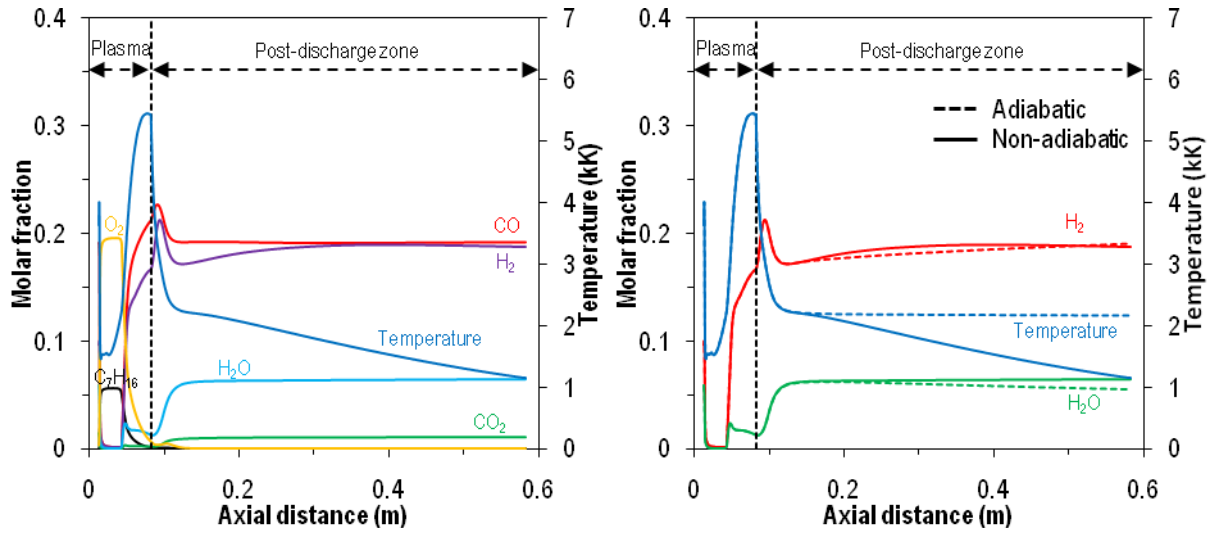 0.4
0.3
0.2
0.1
0
Molar fraction
Plasma
Post-discharge zone
O₂
CO
H₂
Temperature
C₇H₁₆
H₂O
CO₂
7
6
5
4
3
2
1
0
Temperature (kK)
0 0.2 0.4 0.6
Axial distance (m)
0.4
0.3
0.2
0.1
0
Molar fraction
Plasma
Post-discharge zone
Adiabatic
Non-adiabatic
H₂
Temperature
H₂O
7
6
5
4
3
2
1
0
Temperature (kK)
0 0.2 0.4 0.6
Axial distance (m)